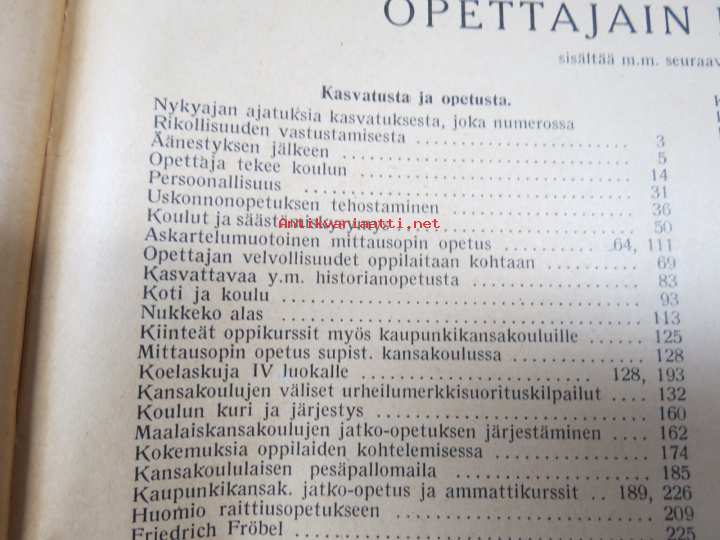 OPETTAJAIN
sisältää m.m. seuraav
Kasvatusta ja opetusta.
Nykyajan ajatuksia kasvatuksesta, joka numerossa
Rikollisuuden vastustamisesta .......................... 3
Äänestyksen jälkeen .......................... 5
Opettaja tekee koulun .......................... 14
Persoonallisuus .......................... 31
Uskonnonopetuksen tehostaminen .......................... 36
Koulut ja säästämiskysymys .......................... 50
Antikvariaatti.net
Askartelumuotoinen mittausopin opetus .......... 64, 111
Opettajan velvollisuudet oppilaitaan kohtaan .......... 69
Kasvattavaa y.m. historianopetusta .......... 83
Koti ja koulu .......................... 93
Nukkeko alas .......................... 113
Kiinteät oppikurssit myös kaupunkikansakouluille ...... 125
Mittausopin opetus supist. kansakoulussa .......... 128
Koelaskuja IV luokalle .................... 128, 193
Kansakoulujen väliset urheilumerkkisuorituskilpailut .... 132
Koulun kuri ja järjestys .......................... 160
Maalaiskansakoulujen jatko-opetuksen järjestäminen .... 162
Kokemuksia oppilaiden kohtelemisessa .......... 174
Kansakoululaisen pesäpallomaila .......... 185
Kaupunkikansak. jatko-opetus ja ammattikurssit .. 189, 226
Huomio raittiusopetukseen .......................... 209
Friedrich Fröbel .......................... 225